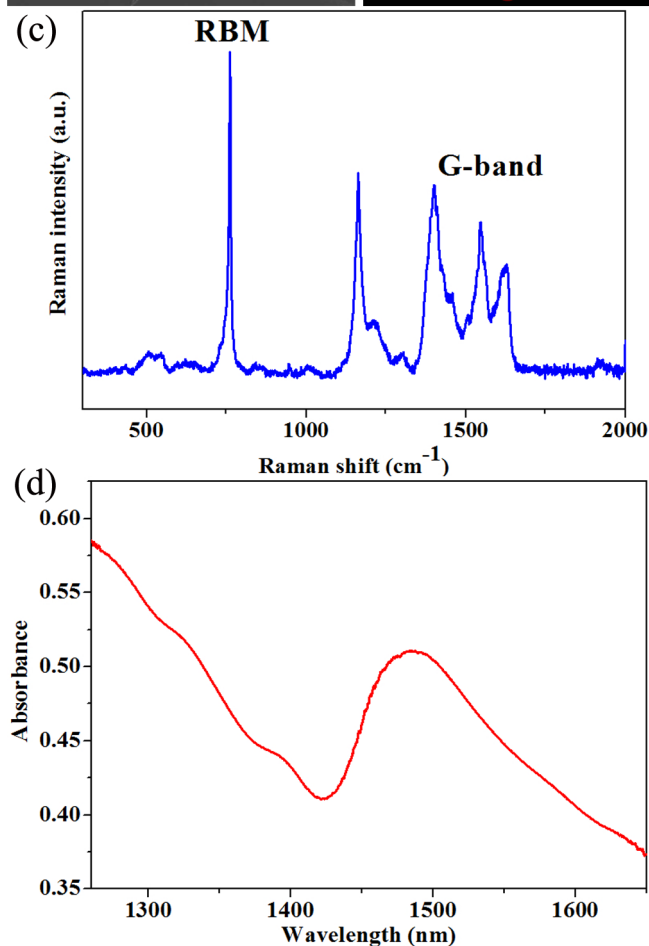 (c)
RBM
G-band
Raman intensity (a.u.)
500 1000 1500 2000
Raman shift (cm⁻¹)
(d)
0.60
0.55
0.50
0.45
0.40
0.35
Absorbance
1300 1400 1500 1600
Wavelength (nm)